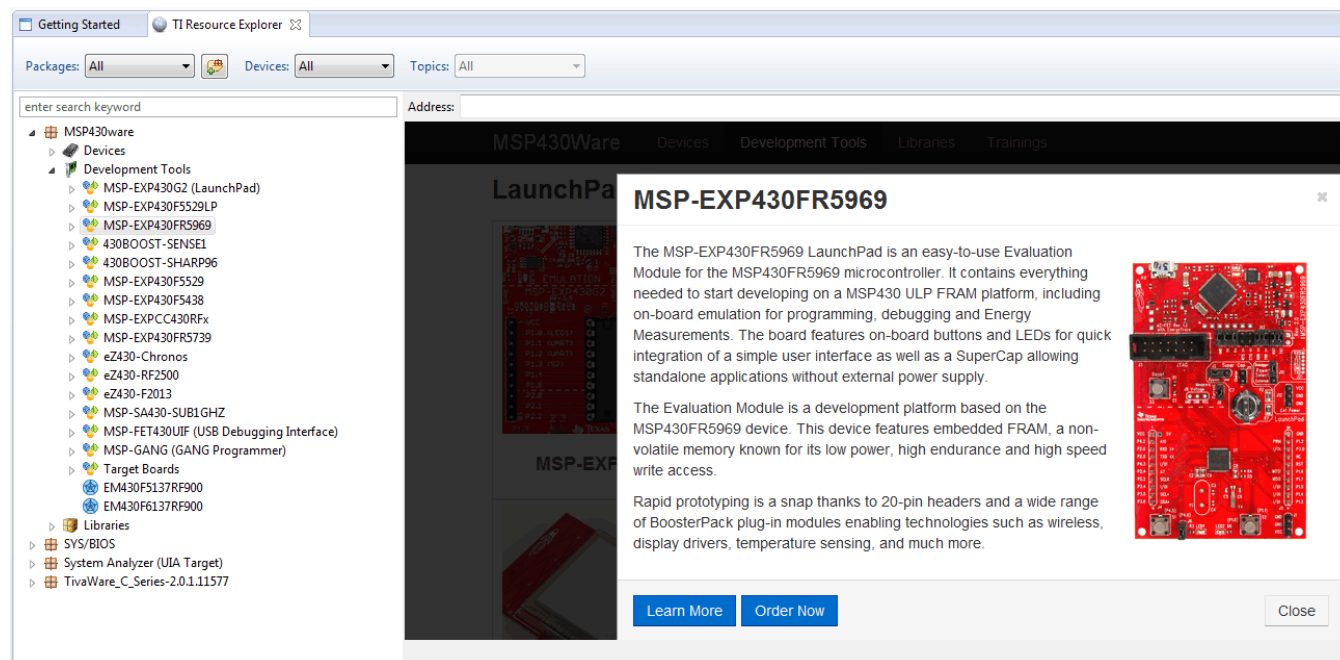 Getting Started
TI Resource Explorer
Packages: All
Devices: All
Topics: All
enter search keyword
Address:
MSP430ware
Devices
Development Tools
MSP-EXP430G2 (LaunchPad)
MSP-EXP430F5529LP
MSP-EXP430FR5969
430BOOST-SENSE1
430BOOST-SHARP96
MSP-EXP430F5529
MSP-EXP430F5438
MSP-EXPCC430RFx
MSP-EXP430FR5739
eZ430-Chronos
eZ430-RF2500
eZ430-F2013
MSP-SA430-SUB1GHZ
MSP-FET430UIF (USB Debugging Interface)
MSP-GANG (GANG Programmer)
Target Boards
EM430F5137RF900
EM430F6137RF900
Libraries
SYS/BIOS
System Analyzer (UIA Target)
TivaWare_C_Series-2.0.1.11577
MSP430Ware Devices Development Tools Libraries Trainings
LaunchPa
MSP-EXP
MSP-EXP430FR5969
The MSP-EXP430FR5969 LaunchPad is an easy-to-use Evaluation
Module for the MSP430FR5969 microcontroller. It contains everything
needed to start developing on a MSP430 ULP FRAM platform, including
on-board emulation for programming, debugging and Energy
Measurements. The board features on-board buttons and LEDs for quick
integration of a simple user interface as well as a SuperCap allowing
standalone applications without external power supply.
The Evaluation Module is a development platform based on the
MSP430FR5969 device. This device features embedded FRAM, a non-
volatile memory known for its low power, high endurance and high speed
write access.
Rapid prototyping is a snap thanks to 20-pin headers and a wide range
of BoosterPack plug-in modules enabling technologies such as wireless,
display drivers, temperature sensing, and much more.
Learn More
Order Now
Close